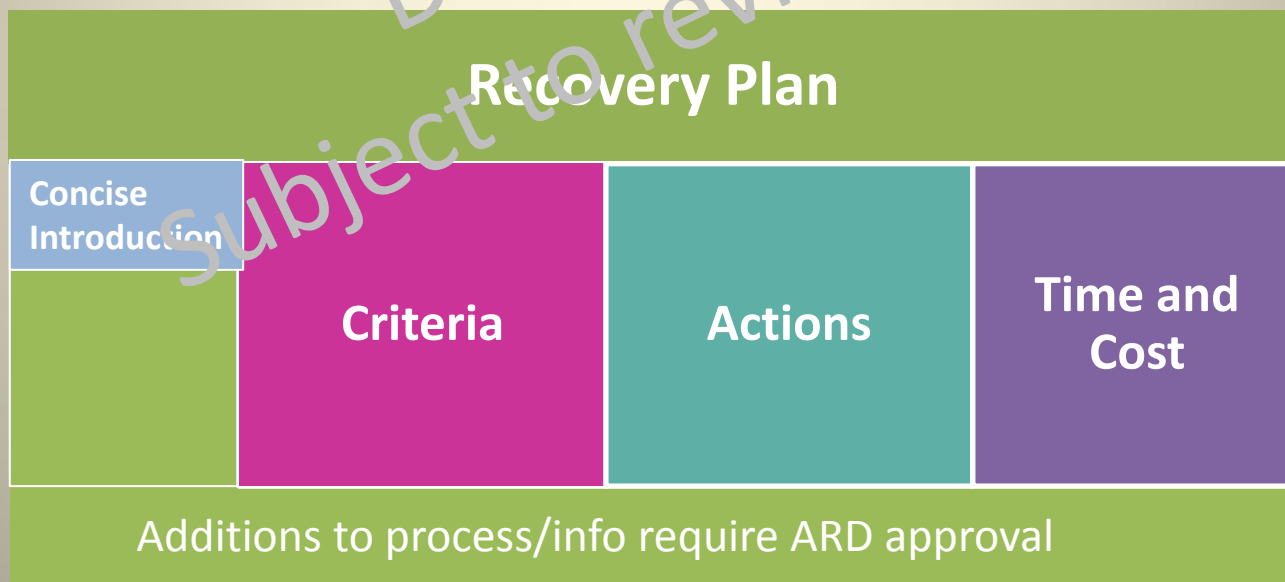 Recovery Plan
Subject to rev
Concise
Introduction
Criteria
Actions
Time and
Cost
Additions to process/info require ARD approval